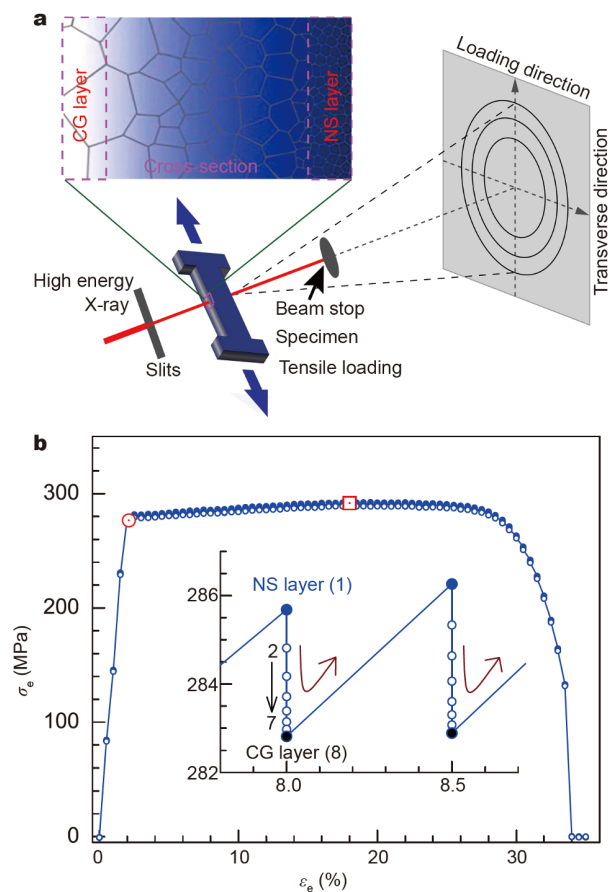 a
CG layer
Cross-section
NS layer
Loading direction
Transverse direction
High energy
X-ray
Slits
Beam stop
Specimen
Tensile loading
b
σe (MPa)
300
200
100
0
286
284
282
NS layer (1)
2
7
CG layer (8)
8.0
8.5
0
10
20
30
εe (%)